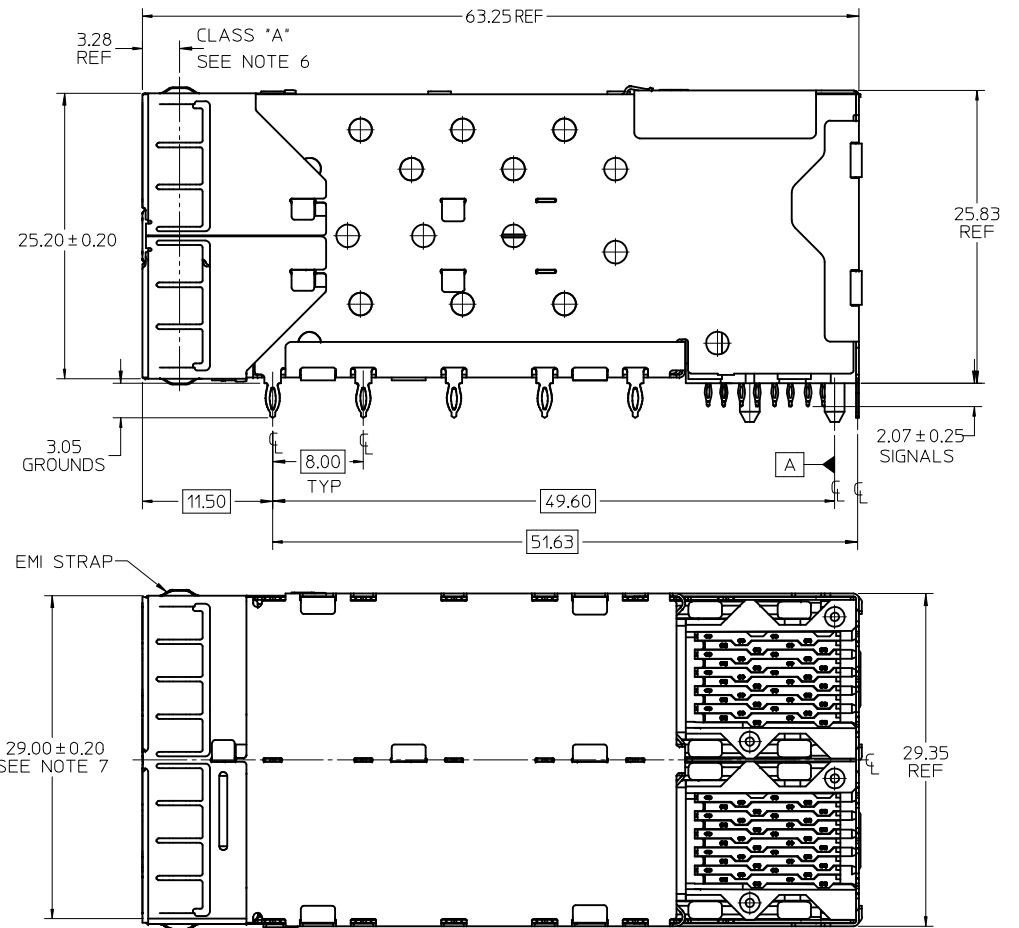 63.25 REF
3.28
REF
CLASS "A"
SEE NOTE 6
25.20 ± 0.20
25.83
REF
3.05
GROUNDS
℄
℄
8.00
TYP
2.07 ± 0.25
SIGNALS
A
℄
℄
11.50
49.60
51.63
EMI STRAP
29.00 ± 0.20
SEE NOTE 7
℄
29.35
REF